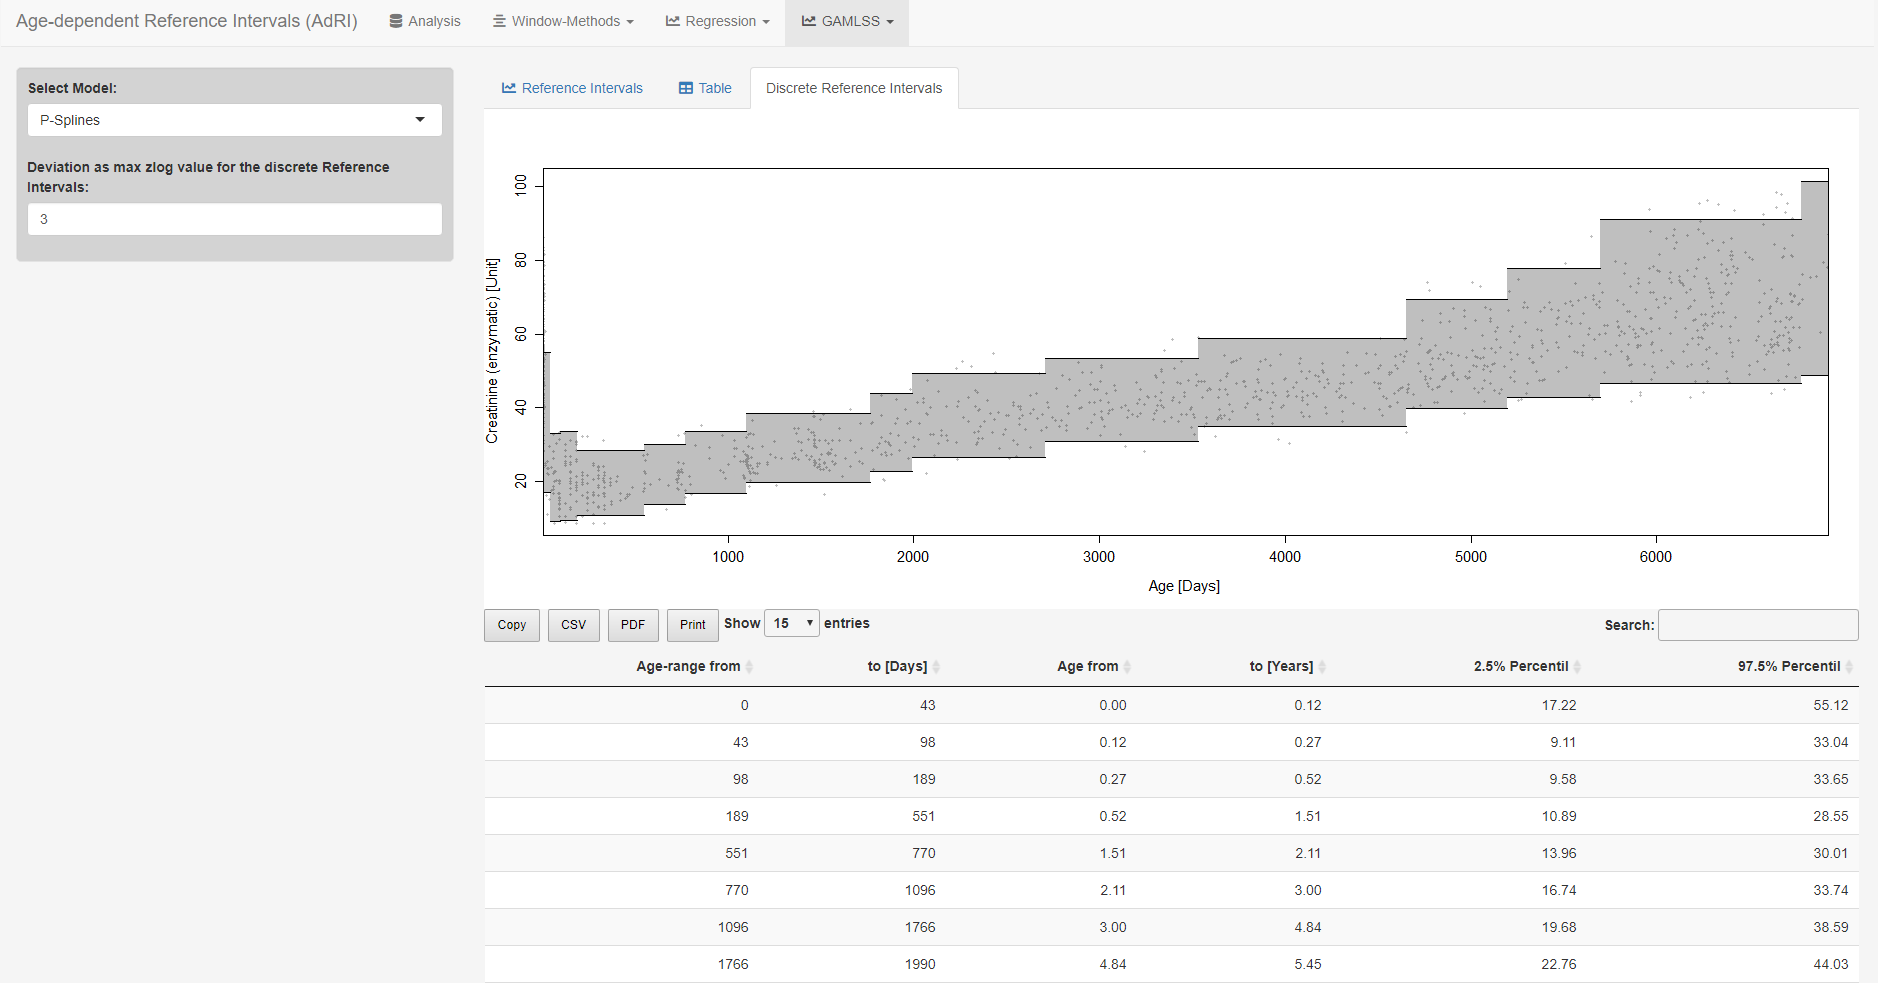 Age-dependent Reference Intervals (AdRI) Analysis Window-Methods Regression GAMLSS
Select Model:
P-Splines
Deviation as max zlog value for the discrete Reference
Intervals:
3
Reference Intervals Table Discrete Reference Intervals
Creatinine (enzymatic) [Unit]
100
80
60
40
20
1000 2000 3000 4000 5000 6000
Age [Days]
Copy CSV PDF Print Show 15 entries Search:
Age-range from to [Days] Age from to [Years] 2.5% Percentil 97.5% Percentil
0 43 0.00 0.12 17.22 55.12
43 98 0.12 0.27 9.11 33.04
98 189 0.27 0.52 9.58 33.65
189 551 0.52 1.51 10.89 28.55
551 770 1.51 2.11 13.96 30.01
770 1096 2.11 3.00 16.74 33.74
1096 1766 3.00 4.84 19.68 38.59
1766 1990 4.84 5.45 22.76 44.03